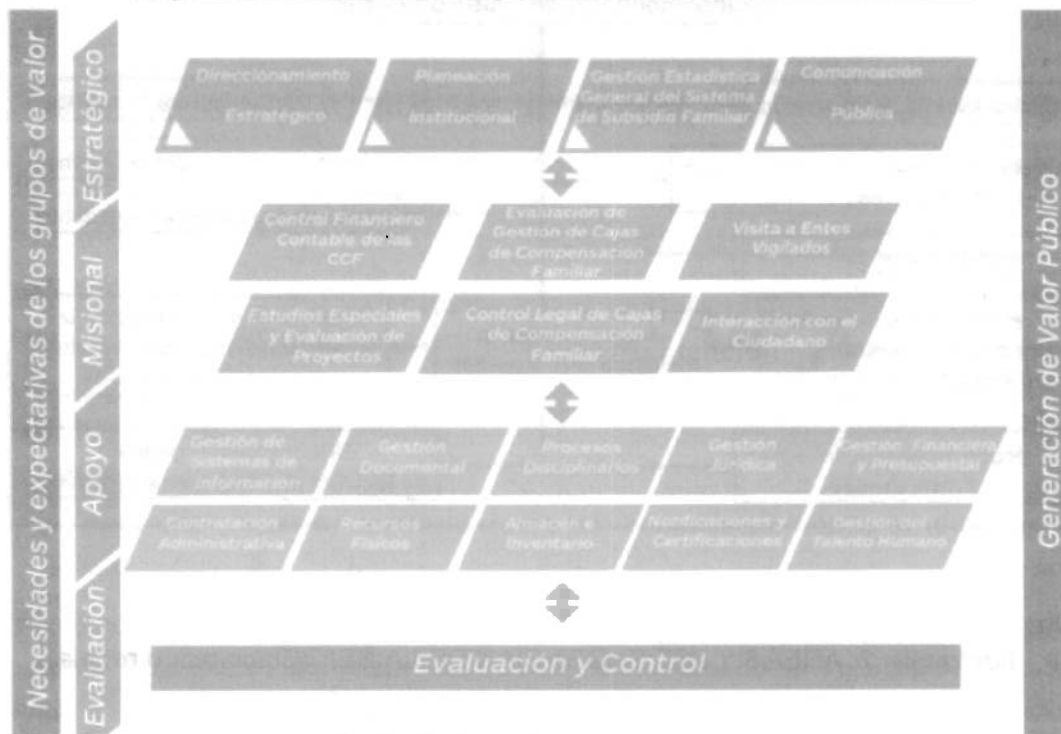 Necesidades y expectativas de los grupos de valor
Estratégico
Direccionamiento
Estratégico
Planeación
Institucional
Gestión Estadística
General del Sistema
de Subsidio Familiar
Comunicación
Pública
Misional
Control Financiero
Contable de las
CCF
Evaluación de
Gestión de Cajas
de Compensación
Familiar
Visita a Entes
Vigilados
Estudios Especiales
y Evaluación de
Proyectos
Control Legal de Cajas
de Compensación
Familiar
Interacción con el
Ciudadano
Apoyo
Gestión de
Sistemas de
Información
Gestión
Documental
Procesos
Disciplinarios
Gestión
Jurídica
Gestión Financiera
y Presupuestal
Contratación
Administrativa
Recursos
Físicos
Almacén e
Inventario
Notificaciones y
Certificaciones
Gestión del
Talento Humano
Evaluación
Evaluación y Control
Generación de Valor Público